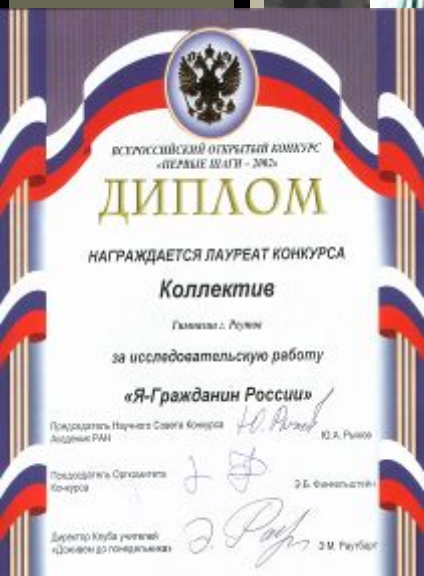 ВСЕРОССИЙСКИЙ ОТКРЫТЫЙ КОНКУРС
«ПЕРВЫЕ ШАГИ – 2002»
ДИПЛОМ
НАГРАЖДАЕТСЯ ЛАУРЕАТ КОНКУРСА
Коллектив
Гимназии г. Реутов
за исследовательскую работу
«Я-Гражданин России»
Председатель Научного Совета Конкурса
Академик РАН
Ю.А. Рыжов
Председатель Оргкомитета
Конкурса
Директор Клуба учителей
«Доживем до понедельника»
Э.М. Раутбарт